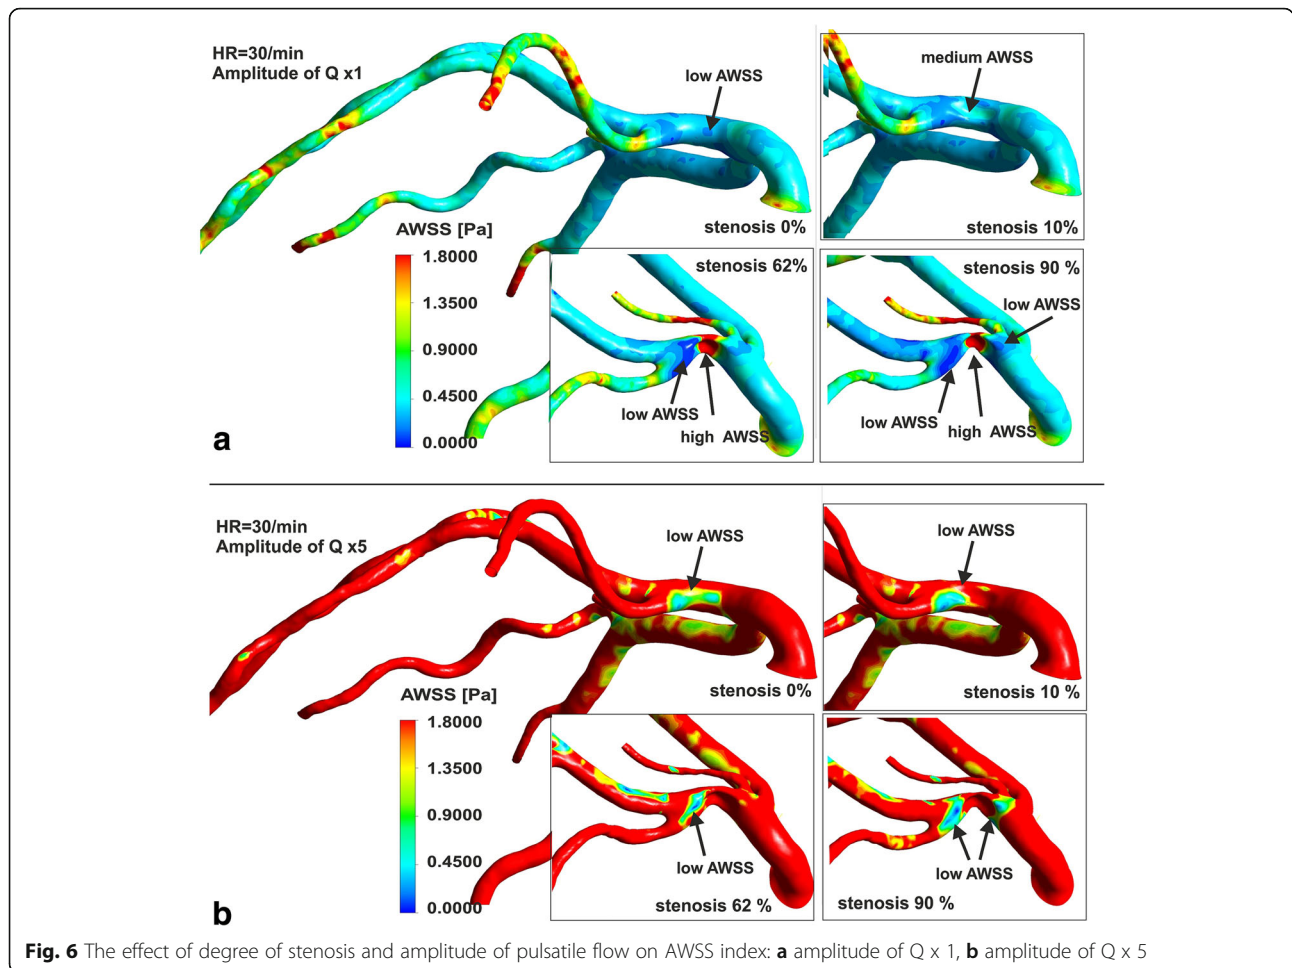 HR=30/min
Amplitude of Q x1
low AWSS
medium AWSS
stenosis 0%
stenosis 10%
AWSS [Pa]
1.8000
1.3500
0.9000
0.4500
0.0000
stenosis 62%
low AWSS
high AWSS
stenosis 90 %
low AWSS
low AWSS
high AWSS
a
HR=30/min
Amplitude of Q x5
low AWSS
low AWSS
stenosis 0%
stenosis 10 %
AWSS [Pa]
1.8000
1.3500
0.9000
0.4500
0.0000
low AWSS
stenosis 62 %
low AWSS
stenosis 90 %
b
Fig. 6 The effect of degree of stenosis and amplitude of pulsatile flow on AWSS index: a amplitude of Q x 1, b amplitude of Q x 5